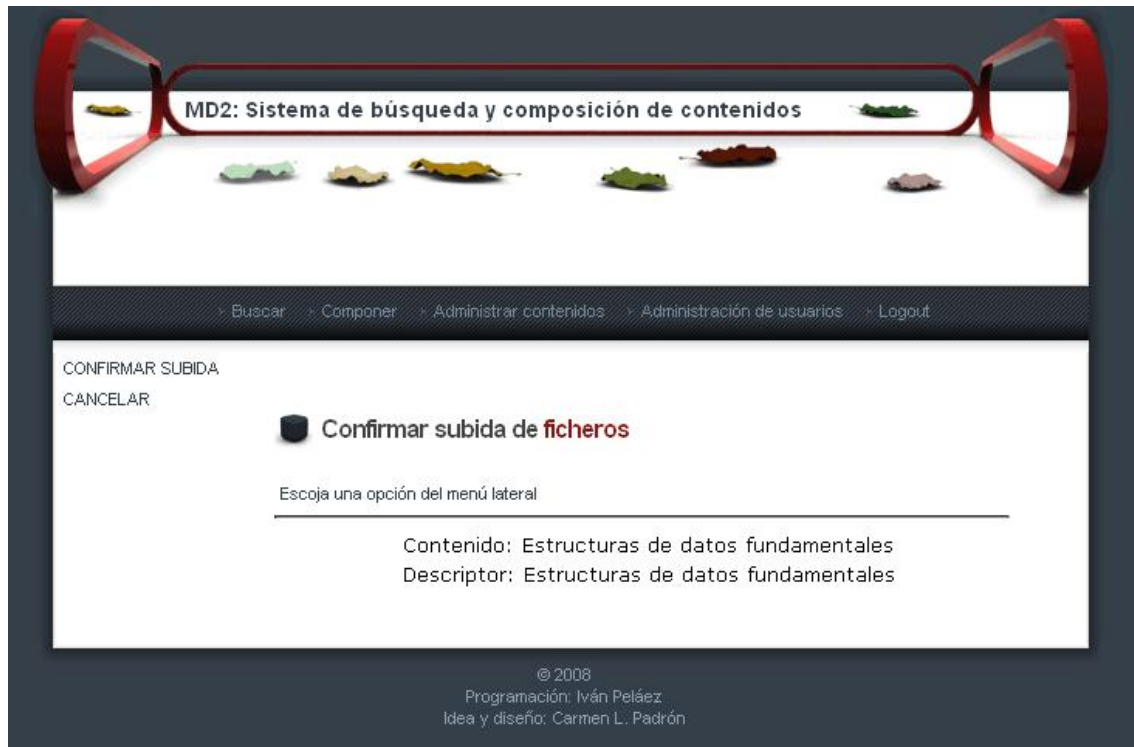 MD2: Sistema de búsqueda y composición de contenidos
Buscar Componer Administrar contenidos Administración de usuarios Logout
CONFIRMAR SUBIDA
CANCELAR
Confirmar subida de ficheros
Escoja una opción del menú lateral
Contenido: Estructuras de datos fundamentales
Descriptor: Estructuras de datos fundamentales
© 2008
Programación: Iván Peláez
Idea y diseño: Carmen L. Padrón